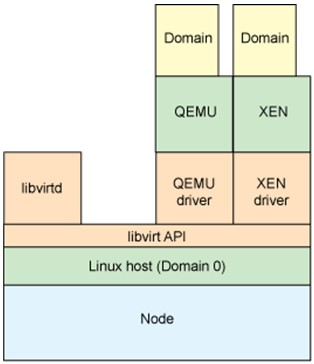 Domain
Domain
QEMU
XEN
libvirtd
QEMU
driver
XEN
driver
libvirt API
Linux host (Domain 0)
Node